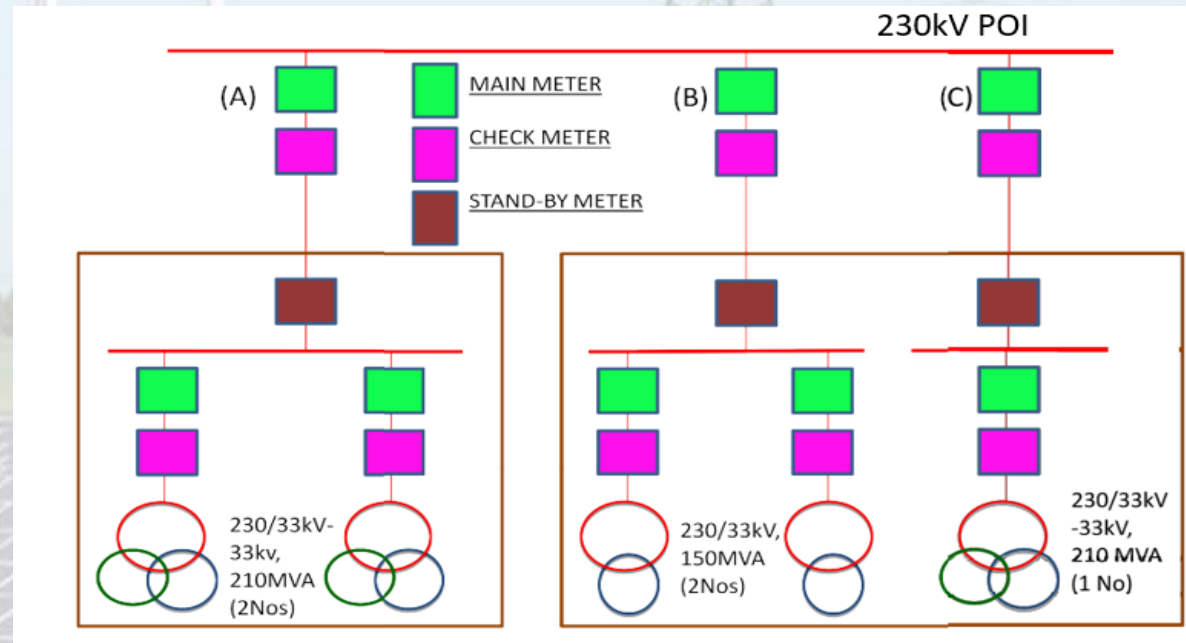 230kV POI
(A)
MAIN METER
(B)
(C)
CHECK METER
STAND-BY METER
230/33kV-
33kv,
210MVA
(2Nos)
230/33kV,
150MVA
(2Nos)
230/33kV
-33kV,
210 MVA
(1 No)